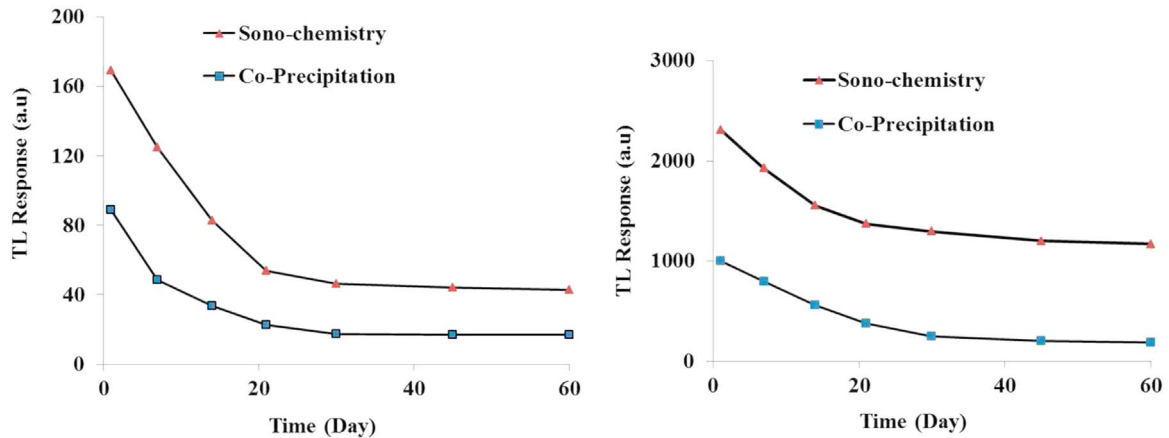 200
160
120
80
40
0
0
20
40
60
TL Response (a.u)
Time (Day)
Sono-chemistry
Co-Precipitation
3000
2000
1000
0
0
20
40
60
TL Response (a.u)
Time (Day)
Sono-chemistry
Co-Precipitation